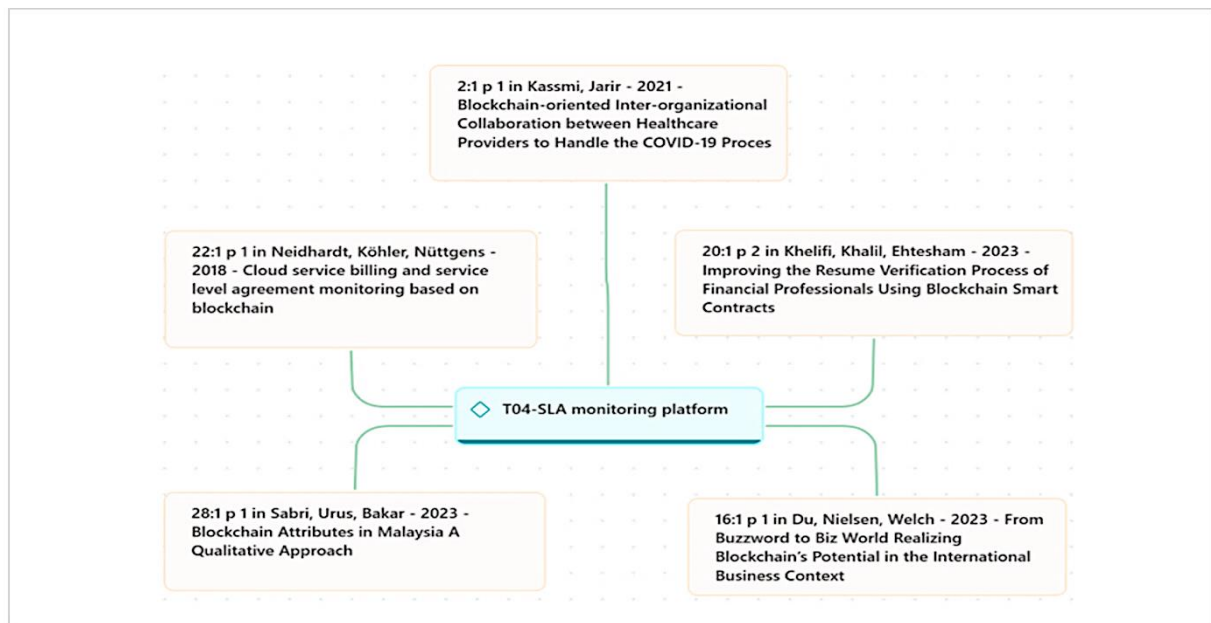 2:1 p 1 in Kassmi, Jarir - 2021 -
Blockchain-oriented Inter-organizational
Collaboration between Healthcare
Providers to Handle the COVID-19 Proces
22:1 p 1 in Neidhardt, Köhler, Nüttgens -
2018 - Cloud service billing and service
level agreement monitoring based on
blockchain
20:1 p 2 in Khelifi, Khalil, Ehtesham - 2023 -
Improving the Resume Verification Process of
Financial Professionals Using Blockchain Smart
Contracts
T04-SLA monitoring platform
28:1 p 1 in Sabri, Urus, Bakar - 2023 -
Blockchain Attributes in Malaysia A
Qualitative Approach
16:1 p 1 in Du, Nielsen, Welch - 2023 - From
Buzzword to Biz World Realizing
Blockchain's Potential in the International
Business Context